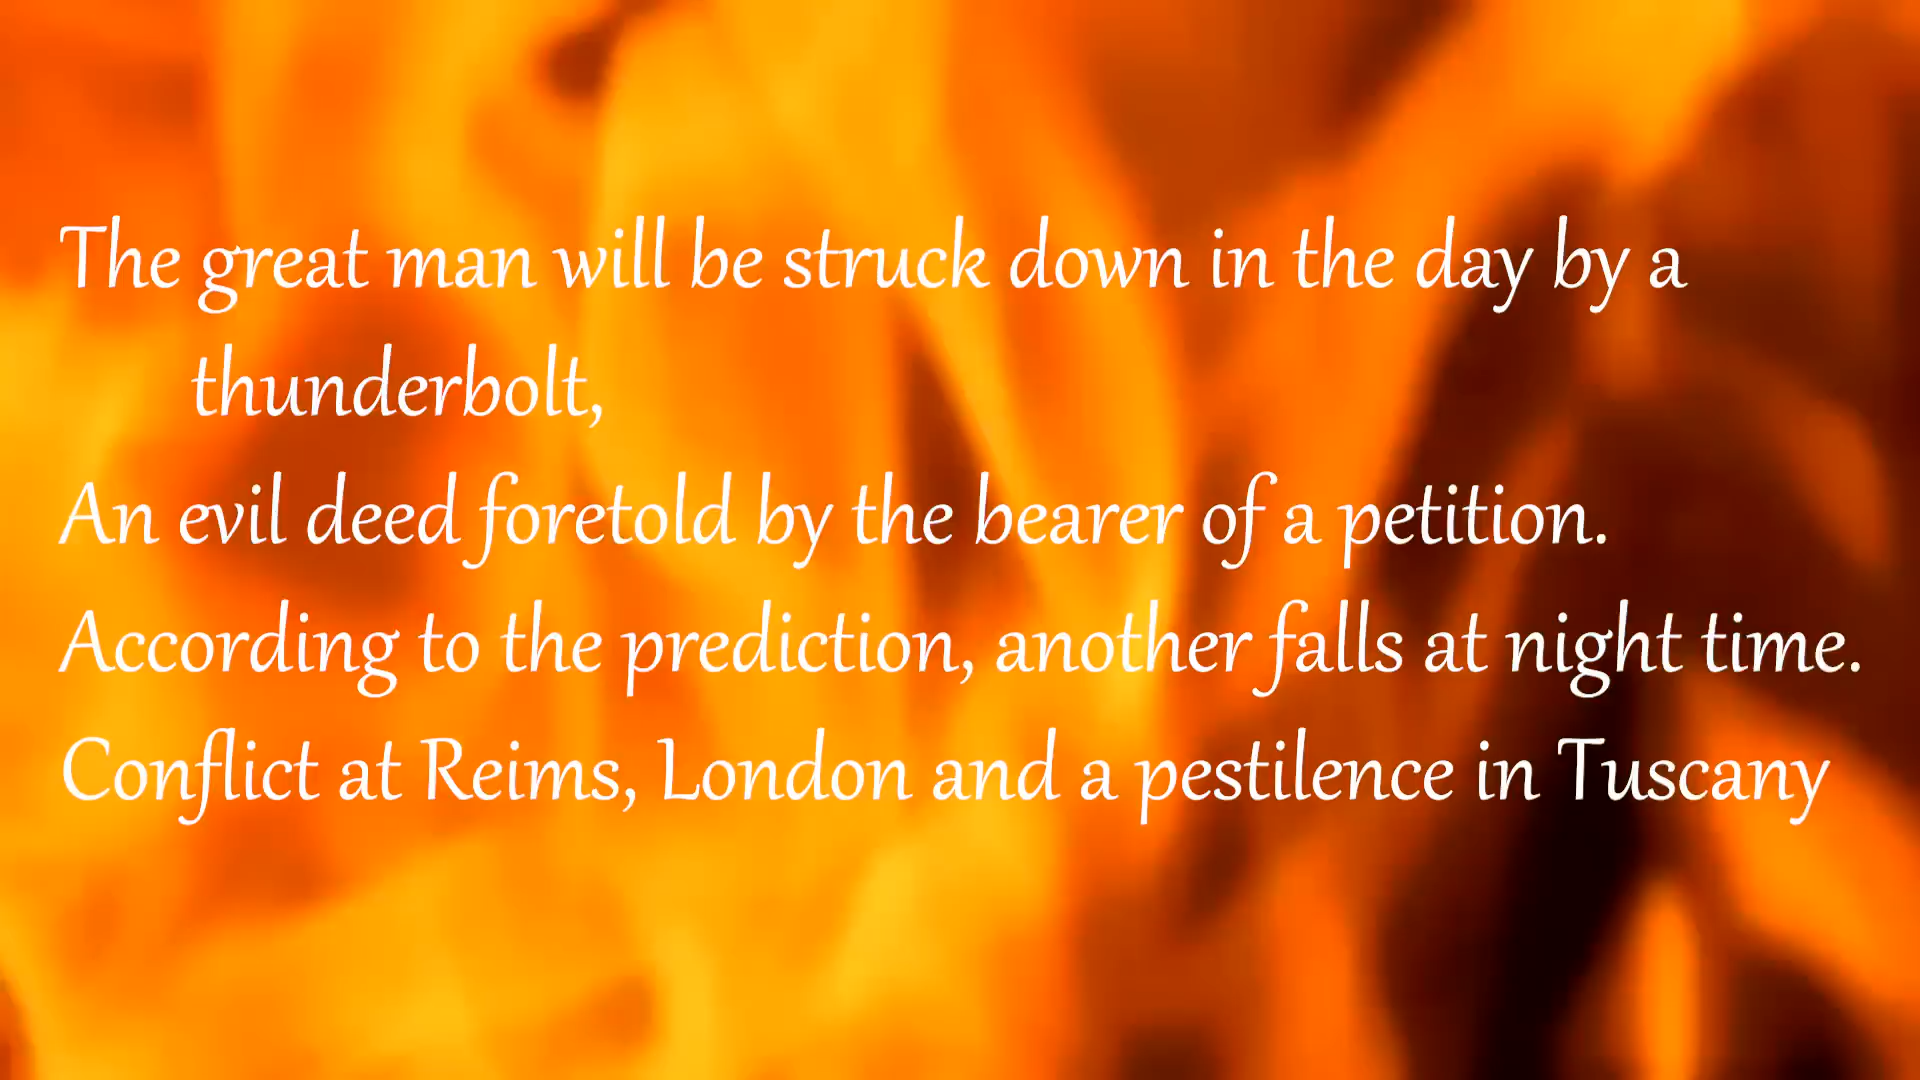 The great man will be struck down in the day by a
thunderbolt,
An evil deed foretold by the bearer of a petition.
According to the prediction, another falls at night time.
Conflict at Reims, London and a pestilence in Tuscany